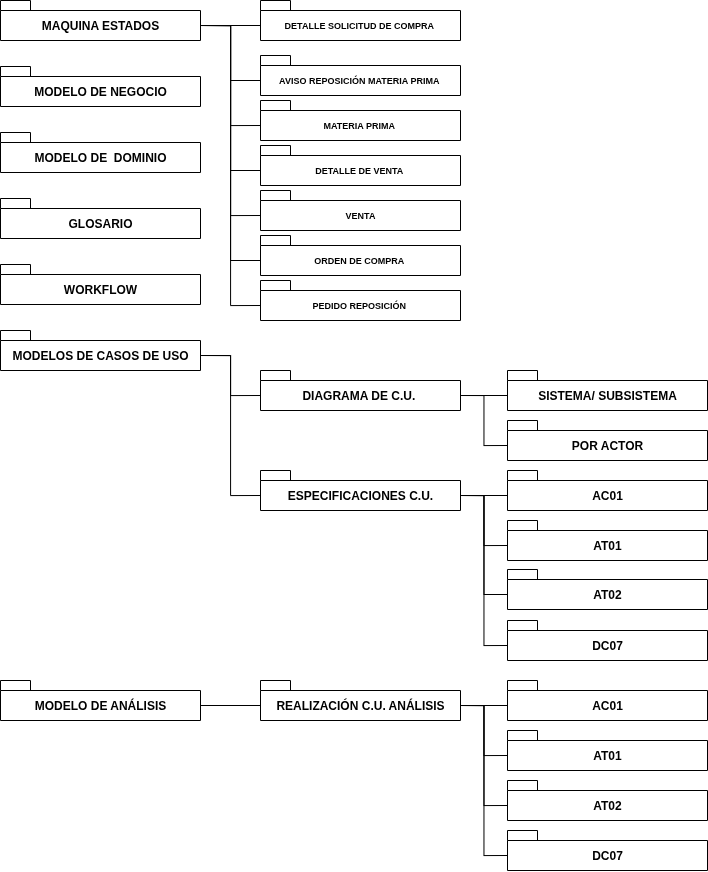 MAQUINA ESTADOS
DETALLE SOLICITUD DE COMPRA
AVISO REPOSICIÓN MATERIA PRIMA
MODELO DE NEGOCIO
MATERIA PRIMA
MODELO DE DOMINIO
DETALLE DE VENTA
GLOSARIO
VENTA
ORDEN DE COMPRA
WORKFLOW
PEDIDO REPOSICIÓN
MODELOS DE CASOS DE USO
DIAGRAMA DE C.U.
SISTEMA/ SUBSISTEMA
POR ACTOR
ESPECIFICACIONES C.U.
AC01
AT01
AT02
DC07
MODELO DE ANÁLISIS
REALIZACIÓN C.U. ANÁLISIS
AC01
AT01
AT02
DC07